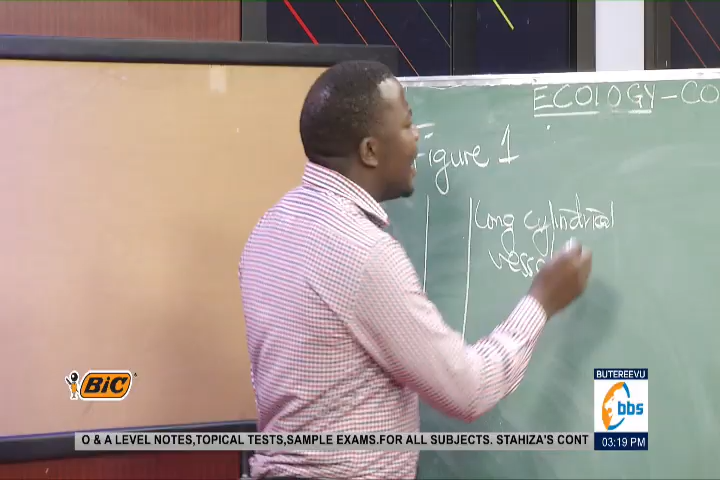 ECOLOGY - CO
Figure 1
Long cylindrical
BIC
BUTEREEVU
bbs
03:19 PM
O & A LEVEL NOTES,TOPICAL TESTS,SAMPLE EXAMS.FOR ALL SUBJECTS. STAHIZA'S CONT